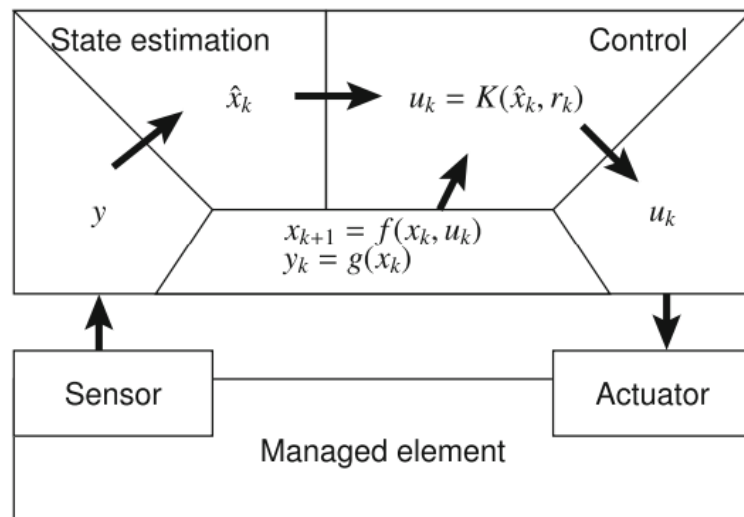 State estimation
Control
x̂ₖ
uₖ = K(x̂ₖ, rₖ)
y
uₖ
xₖ₊₁ = f(xₖ, uₖ)
yₖ = g(xₖ)
Sensor
Actuator
Managed element